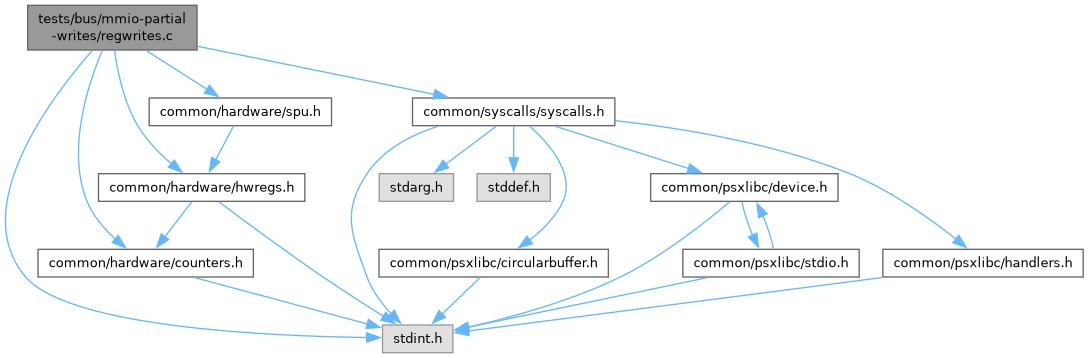 tests/bus/mmio-partial
-writes/regwrites.c
common/hardware/spu.h
common/syscalls/syscalls.h
common/hardware/hwregs.h
stdarg.h
stddef.h
common/psxlibc/device.h
common/hardware/counters.h
common/psxlibc/circularbuffer.h
common/psxlibc/stdio.h
common/psxlibc/handlers.h
stdint.h